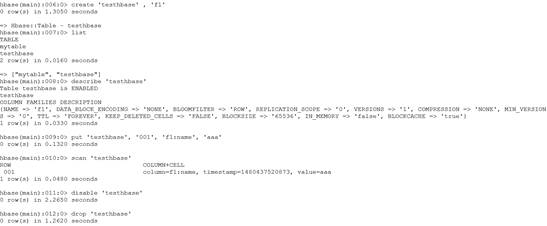 hbase(main):006:0> create 'testhbase' , 'f1'
0 row(s) in 1.3050 seconds
=> Hbase::Table - testhbase
hbase(main):007:0> list
TABLE
mytable
testhbase
2 row(s) in 0.0160 seconds
=> ["mytable", "testhbase"]
hbase(main):008:0> describe 'testhbase'
Table testhbase is ENABLED
testhbase
COLUMN FAMILIES DESCRIPTION
{NAME => 'f1', DATA_BLOCK_ENCODING => 'NONE', BLOOMFILTER => 'ROW', REPLICATION_SCOPE => '0', VERSIONS => '1', COMPRESSION => 'NONE', MIN_VERSION
S => '0', TTL => 'FOREVER', KEEP_DELETED_CELLS => 'FALSE', BLOCKSIZE => '65536', IN_MEMORY => 'false', BLOCKCACHE => 'true'}
1 row(s) in 0.0330 seconds
hbase(main):009:0> put 'testhbase', '001', 'f1:name', 'aaa'
0 row(s) in 0.1320 seconds
hbase(main):010:0> scan 'testhbase'
ROW COLUMN+CELL
001 column=f1:name, timestamp=1480437520873, value=aaa
1 row(s) in 0.0480 seconds
hbase(main):011:0> disable 'testhbase'
0 row(s) in 2.2650 seconds
hbase(main):012:0> drop 'testhbase'
0 row(s) in 1.2620 seconds